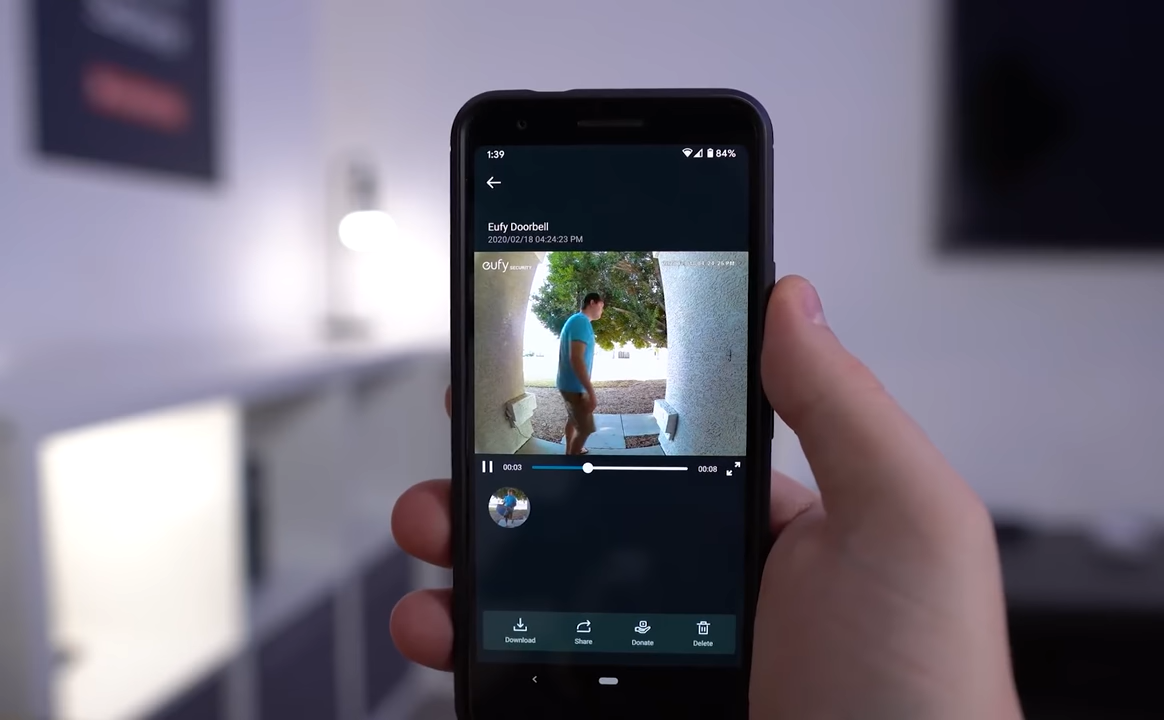 1:39
84%
Eufy Doorbell
2020/02/18 04:24:23 PM
eufy SECURITY
00:03
00:08
Download
Share
Donate
Delete